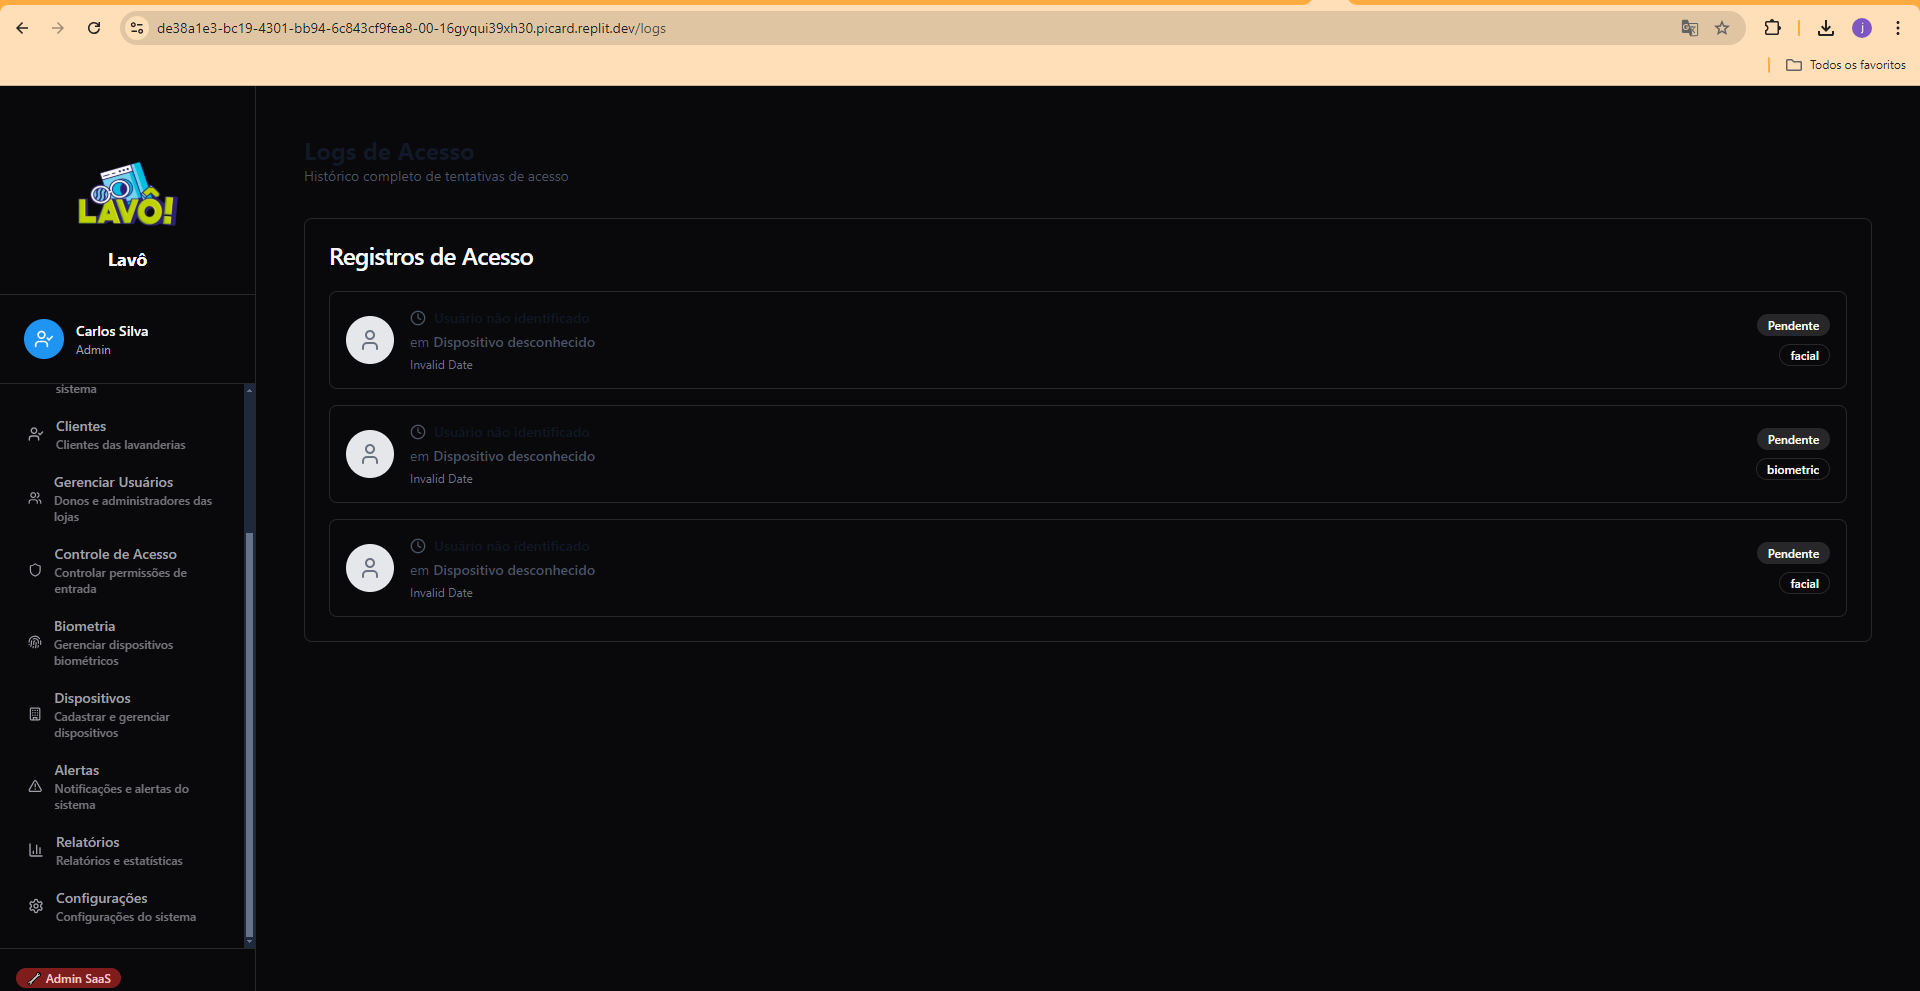 de38a1e3-bc19-4301-bb94-6c843cf9fea8-00-16gyqui39xh30.picard.replit.dev/logs
j
Todos os favoritos
LAVÔ!
Lavô
Carlos Silva
Admin
sistema
Clientes
Clientes das lavanderias
Gerenciar Usuários
Donos e administradores das
lojas
Controle de Acesso
Controlar permissões de
entrada
Biometria
Gerenciar dispositivos
biométricos
Dispositivos
Cadastrar e gerenciar
dispositivos
Alertas
Notificações e alertas do
sistema
Relatórios
Relatórios e estatísticas
Configurações
Configurações do sistema
Admin SaaS
Logs de Acesso
Histórico completo de tentativas de acesso
Registros de Acesso
Usuário não identificado
em Dispositivo desconhecido
Invalid Date
Pendente
facial
Usuário não identificado
em Dispositivo desconhecido
Invalid Date
Pendente
biometric
Usuário não identificado
em Dispositivo desconhecido
Invalid Date
Pendente
facial